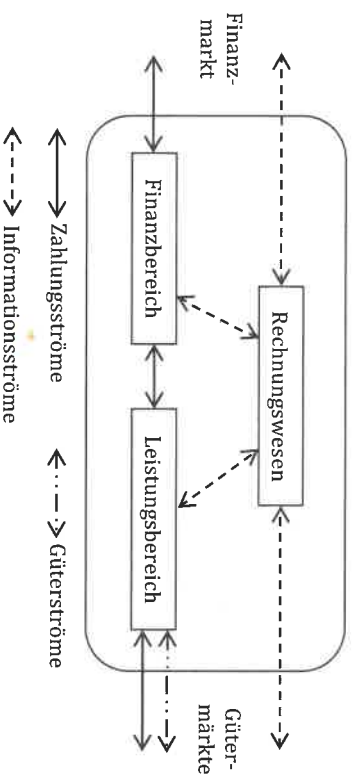 Finanz-
markt
Rechnungswesen
Güter-
märkte
Finanzbereich
Leistungsbereich
Zahlungsströme
Güterströme
Informationsströme